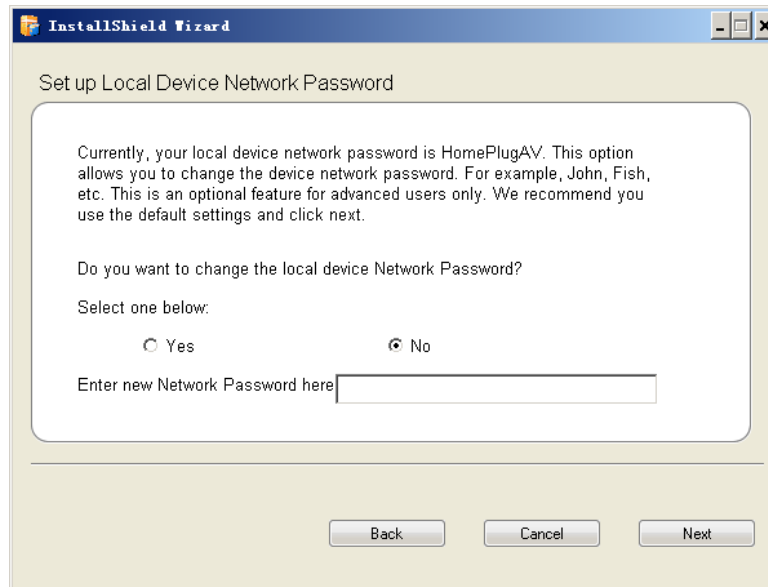 InstallShield Wizard
Set up Local Device Network Password
Currently, your local device network password is HomePlugAV. This option
allows you to change the device network password. For example, John, Fish,
etc. This is an optional feature for advanced users only. We recommend you
use the default settings and click next.
Do you want to change the local device Network Password?
Select one below:
Yes No
Enter new Network Password here
Back Cancel Next